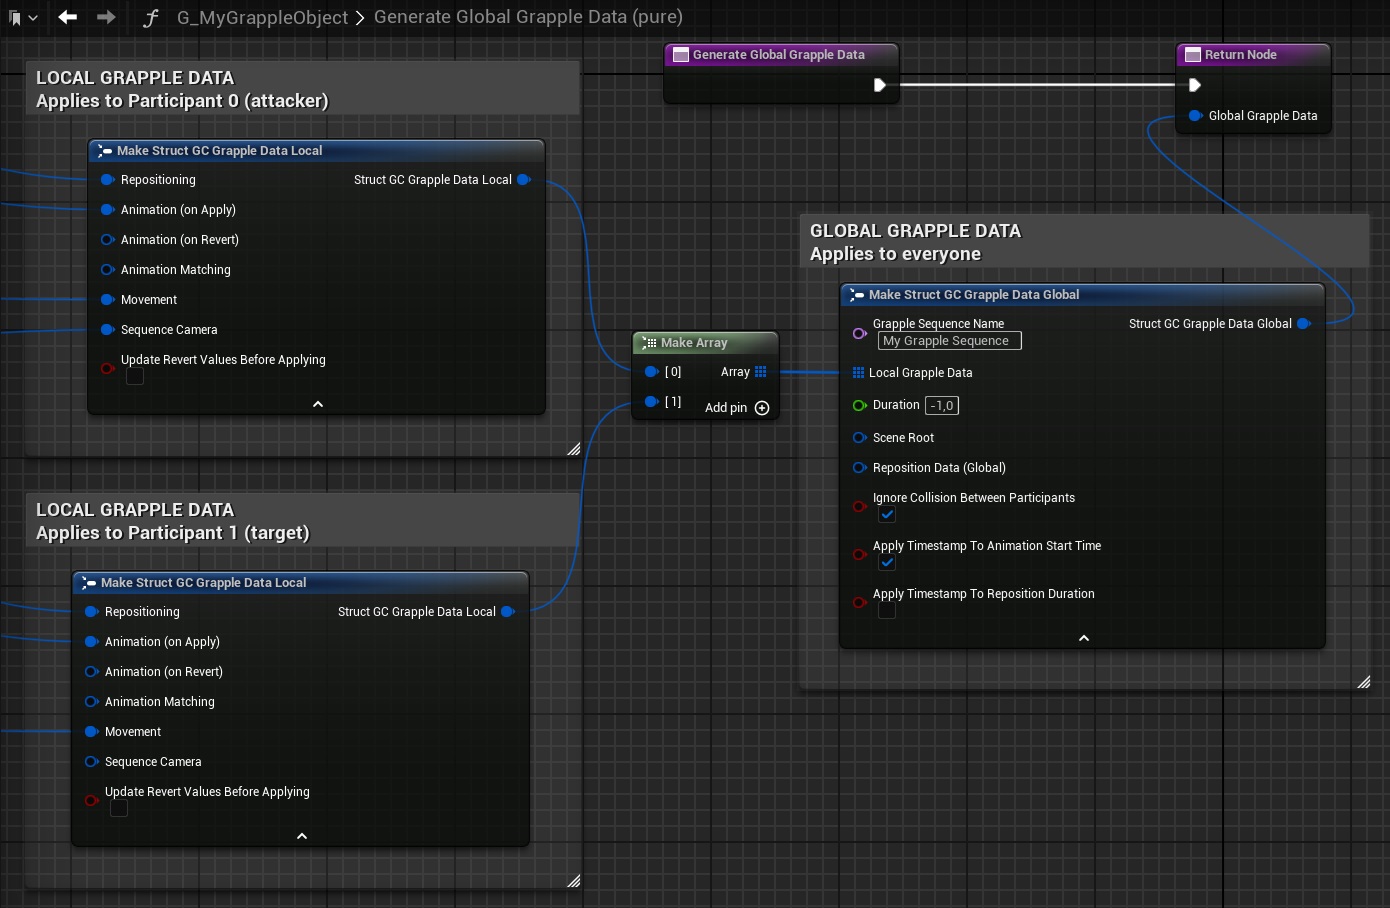 G_MyGrappleObject > Generate Global Grapple Data (pure)
Generate Global Grapple Data
Return Node
Global Grapple Data
LOCAL GRAPPLE DATA
Applies to Participant 0 (attacker)
Make Struct GC Grapple Data Local
Repositioning
Struct GC Grapple Data Local
Animation (on Apply)
Animation (on Revert)
Animation Matching
Movement
Sequence Camera
Update Revert Values Before Applying
Make Array
[ 0]
Array
[ 1]
Add pin
GLOBAL GRAPPLE DATA
Applies to everyone
Make Struct GC Grapple Data Global
Grapple Sequence Name
Struct GC Grapple Data Global
My Grapple Sequence
Local Grapple Data
Duration -1,0
Scene Root
Reposition Data (Global)
Ignore Collision Between Participants
Apply Timestamp To Animation Start Time
Apply Timestamp To Reposition Duration
LOCAL GRAPPLE DATA
Applies to Participant 1 (target)
Make Struct GC Grapple Data Local
Repositioning
Struct GC Grapple Data Local
Animation (on Apply)
Animation (on Revert)
Animation Matching
Movement
Sequence Camera
Update Revert Values Before Applying